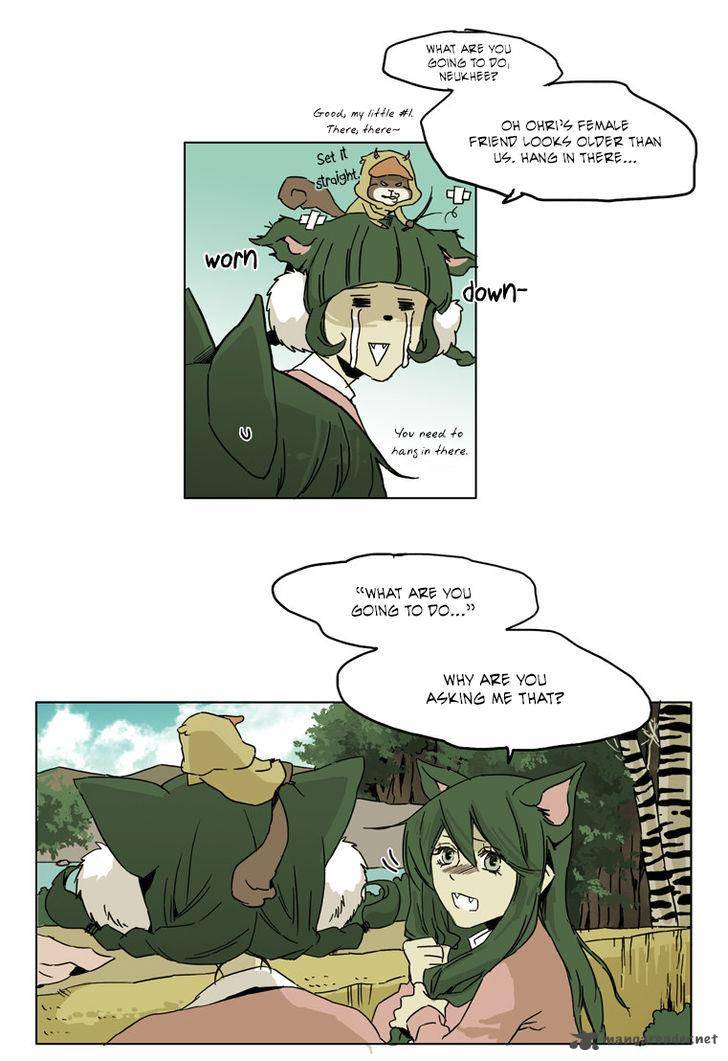 WHAT ARE YOU
GOING TO DO,
NEUKHEE?
OH OHRI'S FEMALE
FRIEND LOOKS OLDER THAN
US. HANG IN THERE...
Good, my little #1.
There, there~
Set it
straight.
worn
down~
You need to
hang in there.
"WHAT ARE YOU
GOING TO DO..."
WHY ARE YOU
ASKING ME THAT?
mangareader.net